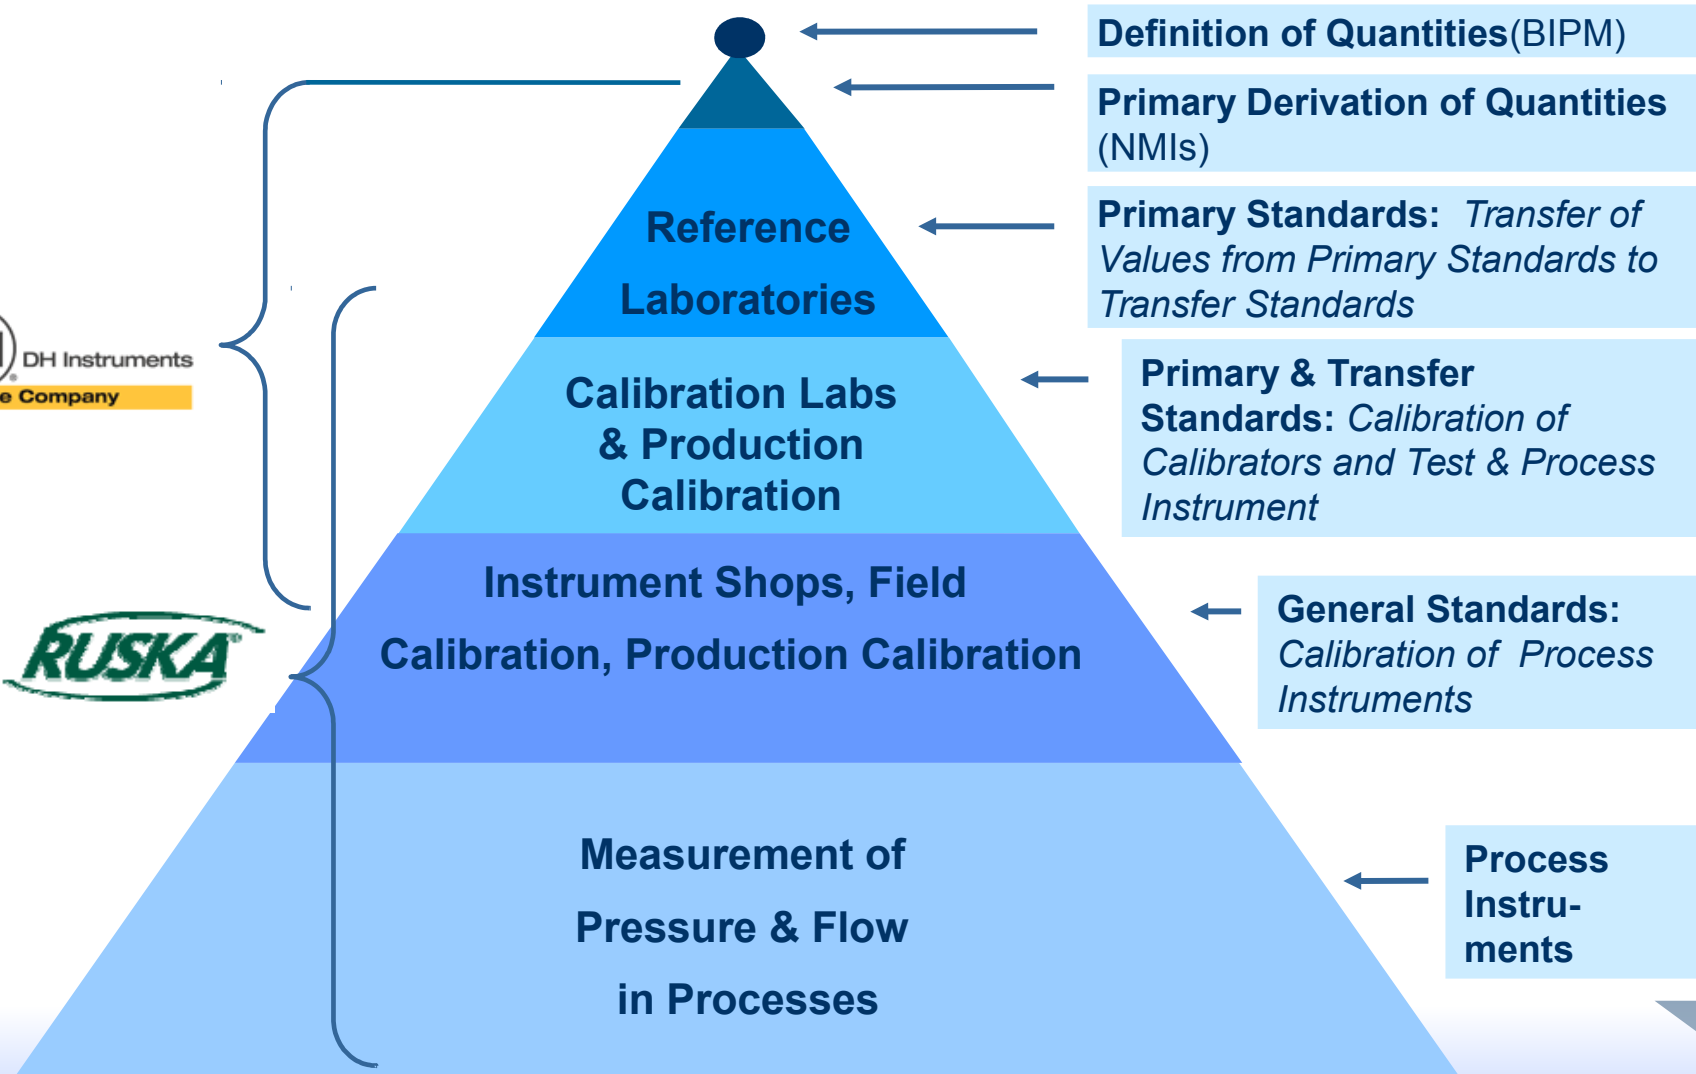 Definition of Quantities(BIPM)
Primary Derivation of Quantities
(NMIs)
Primary Standards: Transfer of
Values from Primary Standards to
Transfer Standards
Reference
Laboratories
DH Instruments
e Company
Primary & Transfer
Standards: Calibration of
Calibrators and Test & Process
Instrument
Calibration Labs
& Production
Calibration
Instrument Shops, Field
Calibration, Production Calibration
General Standards:
Calibration of Process
Instruments
RUSKA®
Measurement of
Pressure & Flow
in Processes
Process
Instru-
ments